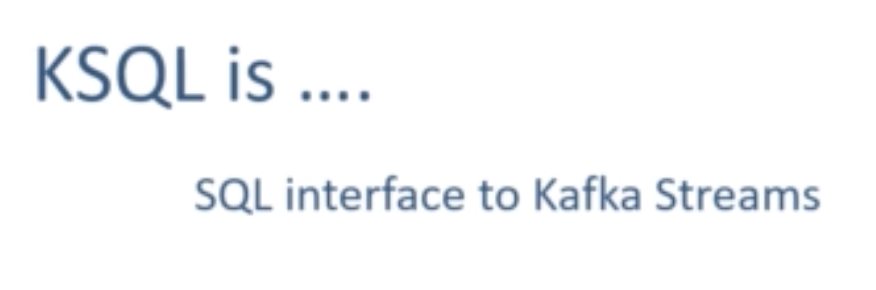 KSQL is ....
SQL interface to Kafka Streams